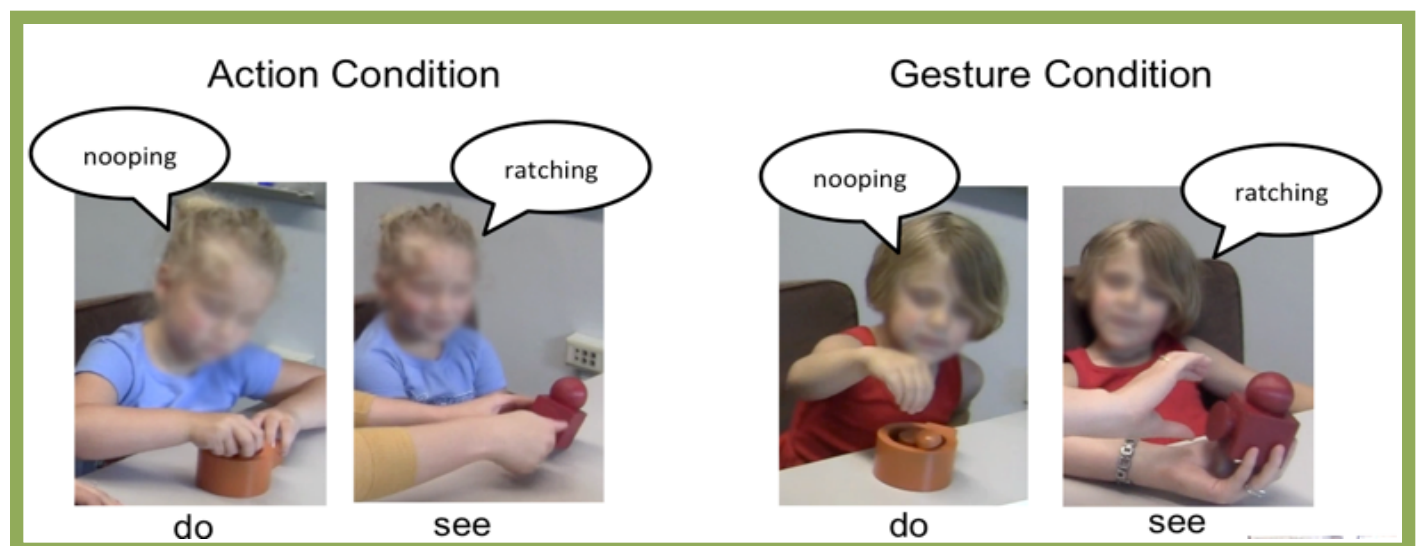 Action Condition
Gesture Condition
nooping
ratching
nooping
ratching
do
see
do
see